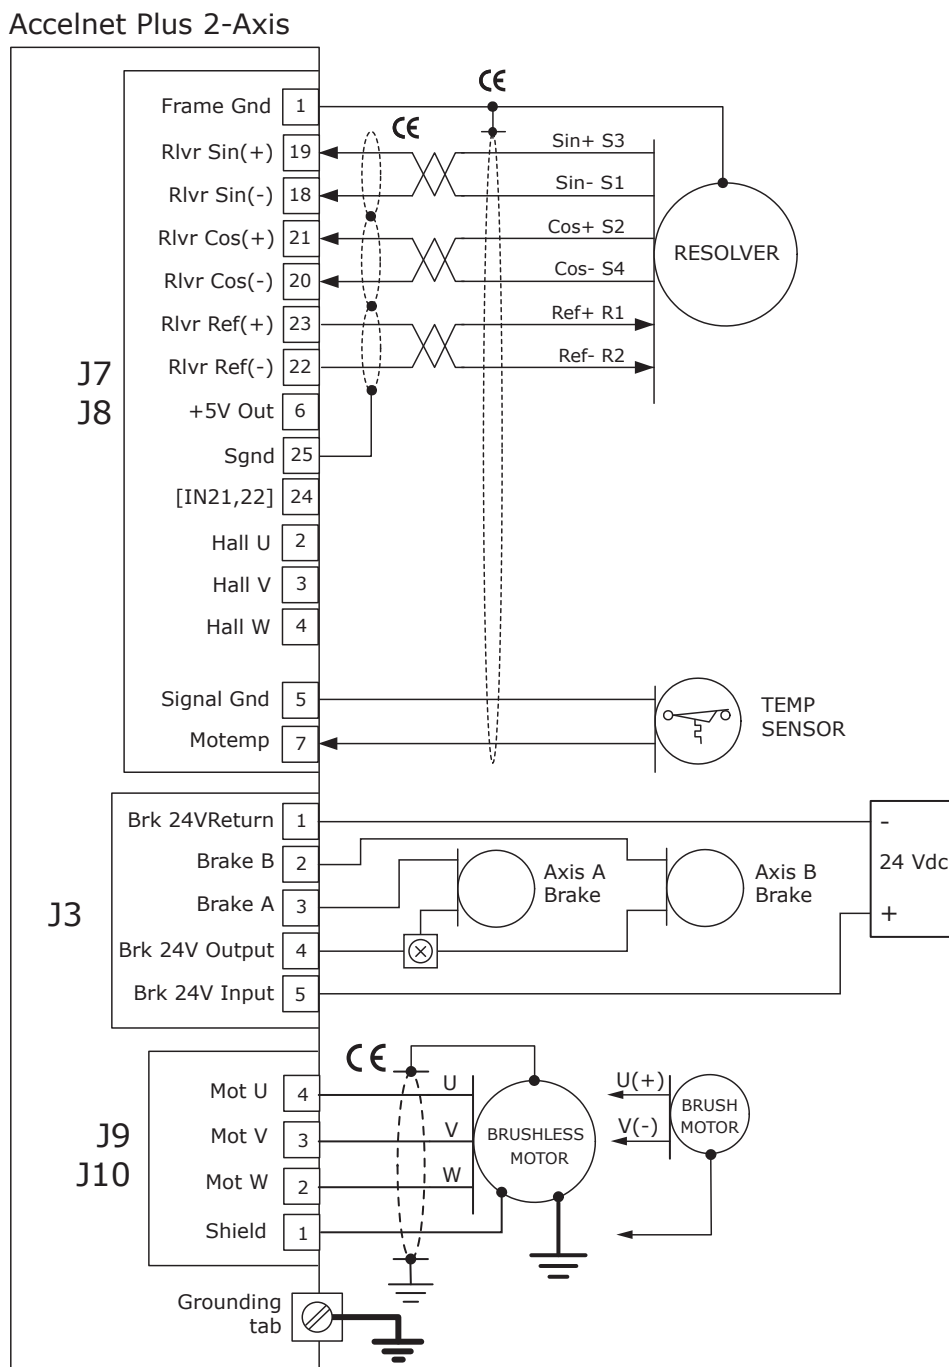 Accelnet Plus 2-Axis
CE
Frame Gnd 1
CE
Rlvr Sin(+) 19 Sin+ S3
Rlvr Sin(-) 18 Sin- S1
Rlvr Cos(+) 21 Cos+ S2
RESOLVER
Rlvr Cos(-) 20 Cos- S4
Rlvr Ref(+) 23 Ref+ R1
Rlvr Ref(-) 22 Ref- R2
J7
J8
+5V Out 6
Sgnd 25
[IN21,22] 24
Hall U 2
Hall V 3
Hall W 4
Signal Gnd 5
Motemp 7
TEMP
SENSOR
Brk 24VReturn 1 -
Brake B 2
24 Vdc
Axis A
Brake
Axis B
Brake
Brake A 3
J3
+
Brk 24V Output 4
Brk 24V Input 5
CE
Mot U 4 U
U(+)
BRUSH
MOTOR
V(-)
J9
J10
Mot V 3 V
BRUSHLESS
MOTOR
Mot W 2 W
Shield 1
Grounding
tab